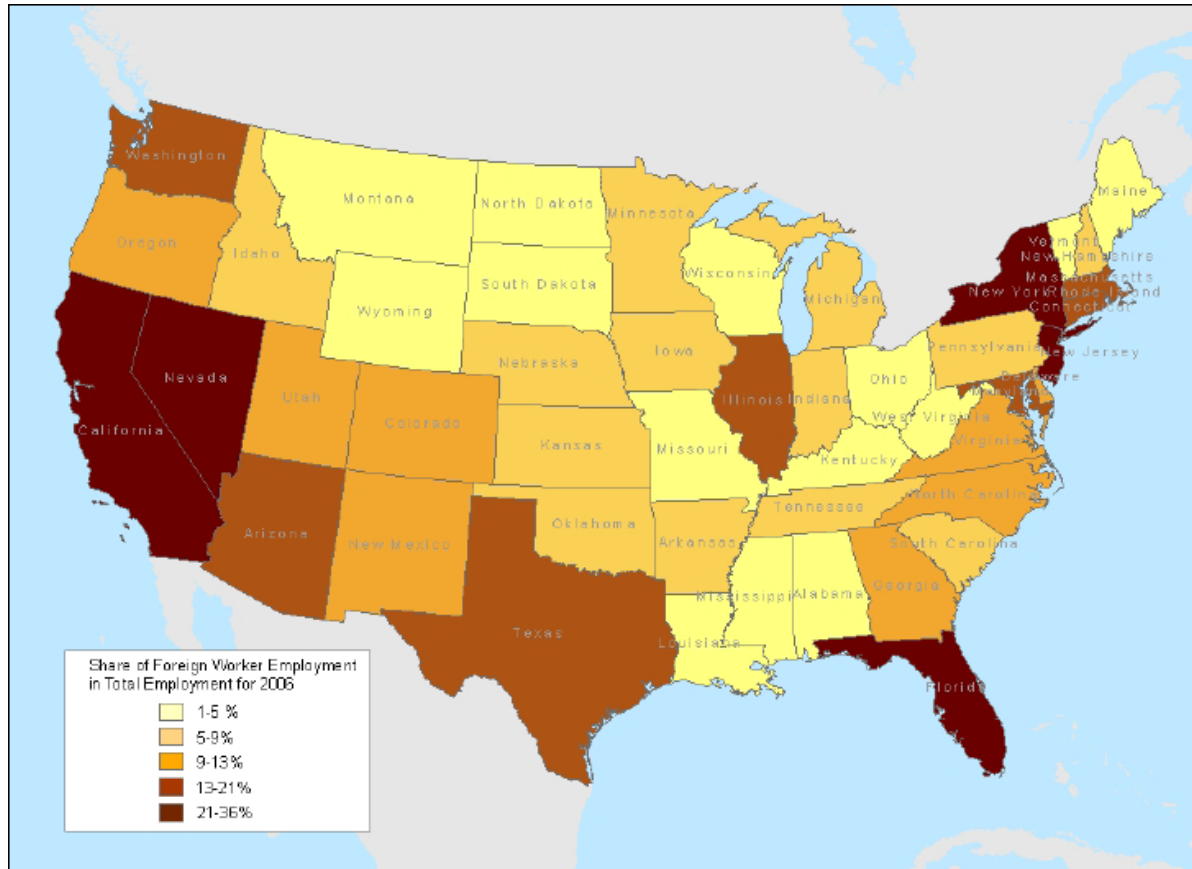 Washington
Montana
North Dakota
Minnesota
Maine
Oregon
Idaho
Wisconsin
Vermont
New Hampshire
South Dakota
Michigan
Massachusetts
New York
Rhode Island
Connecticut
Wyoming
Iowa
Pennsylvania
New Jersey
Nebraska
Nevada
Ohio
Delaware
Maryland
Utah
Illinois
Indiana
West Virginia
California
Colorado
Kansas
Missouri
Kentucky
Virginia
Arizona
New Mexico
Oklahoma
Arkansas
Tennessee
North Carolina
South Carolina
Mississippi
Alabama
Georgia
Texas
Louisiana
Florida
Share of Foreign Worker Employment
in Total Employment for 2006
1-5 %
5-9%
9-13%
13-21%
21-36%